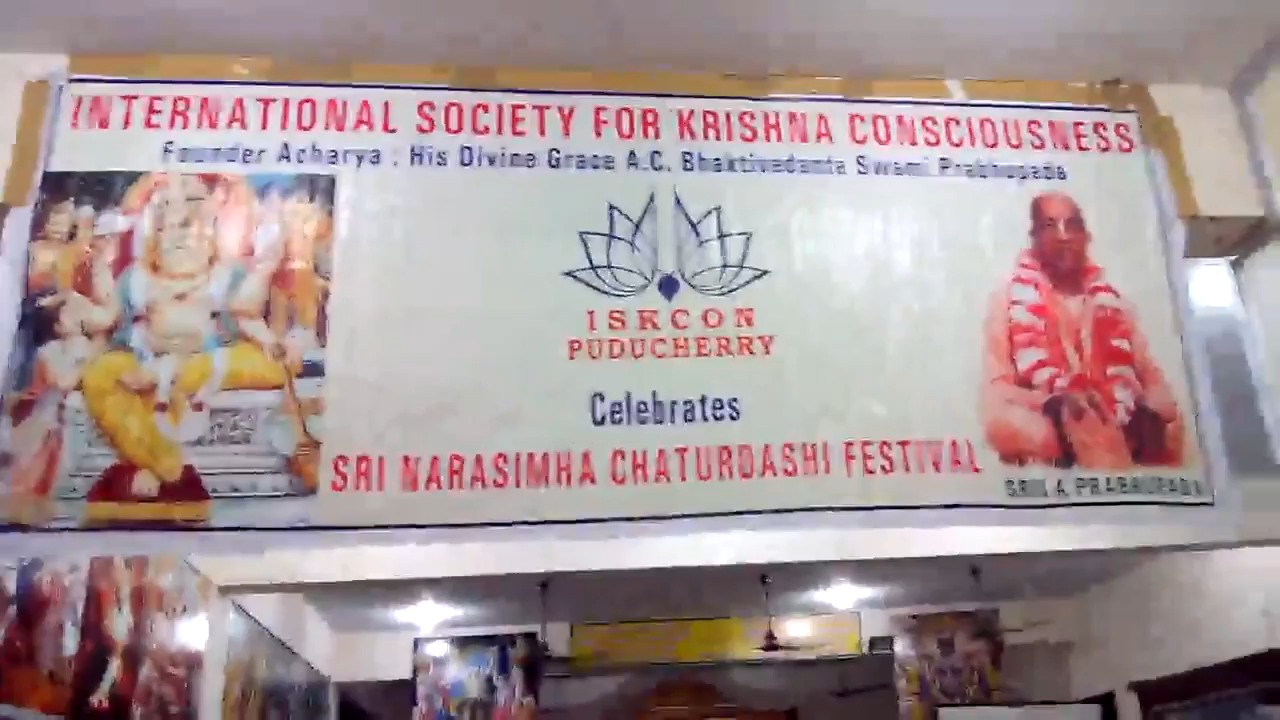 INTERNATIONAL SOCIETY FOR KRISHNA CONSCIOUSNESS
Founder Acharya : His Divine Grace A.C. Bhaktivedanta Swami Prabhupada
ISKCON
PUDUCHERRY
Celebrates
SRI NARASIMHA CHATURDASHI FESTIVAL
SRILA PRABHUPADA